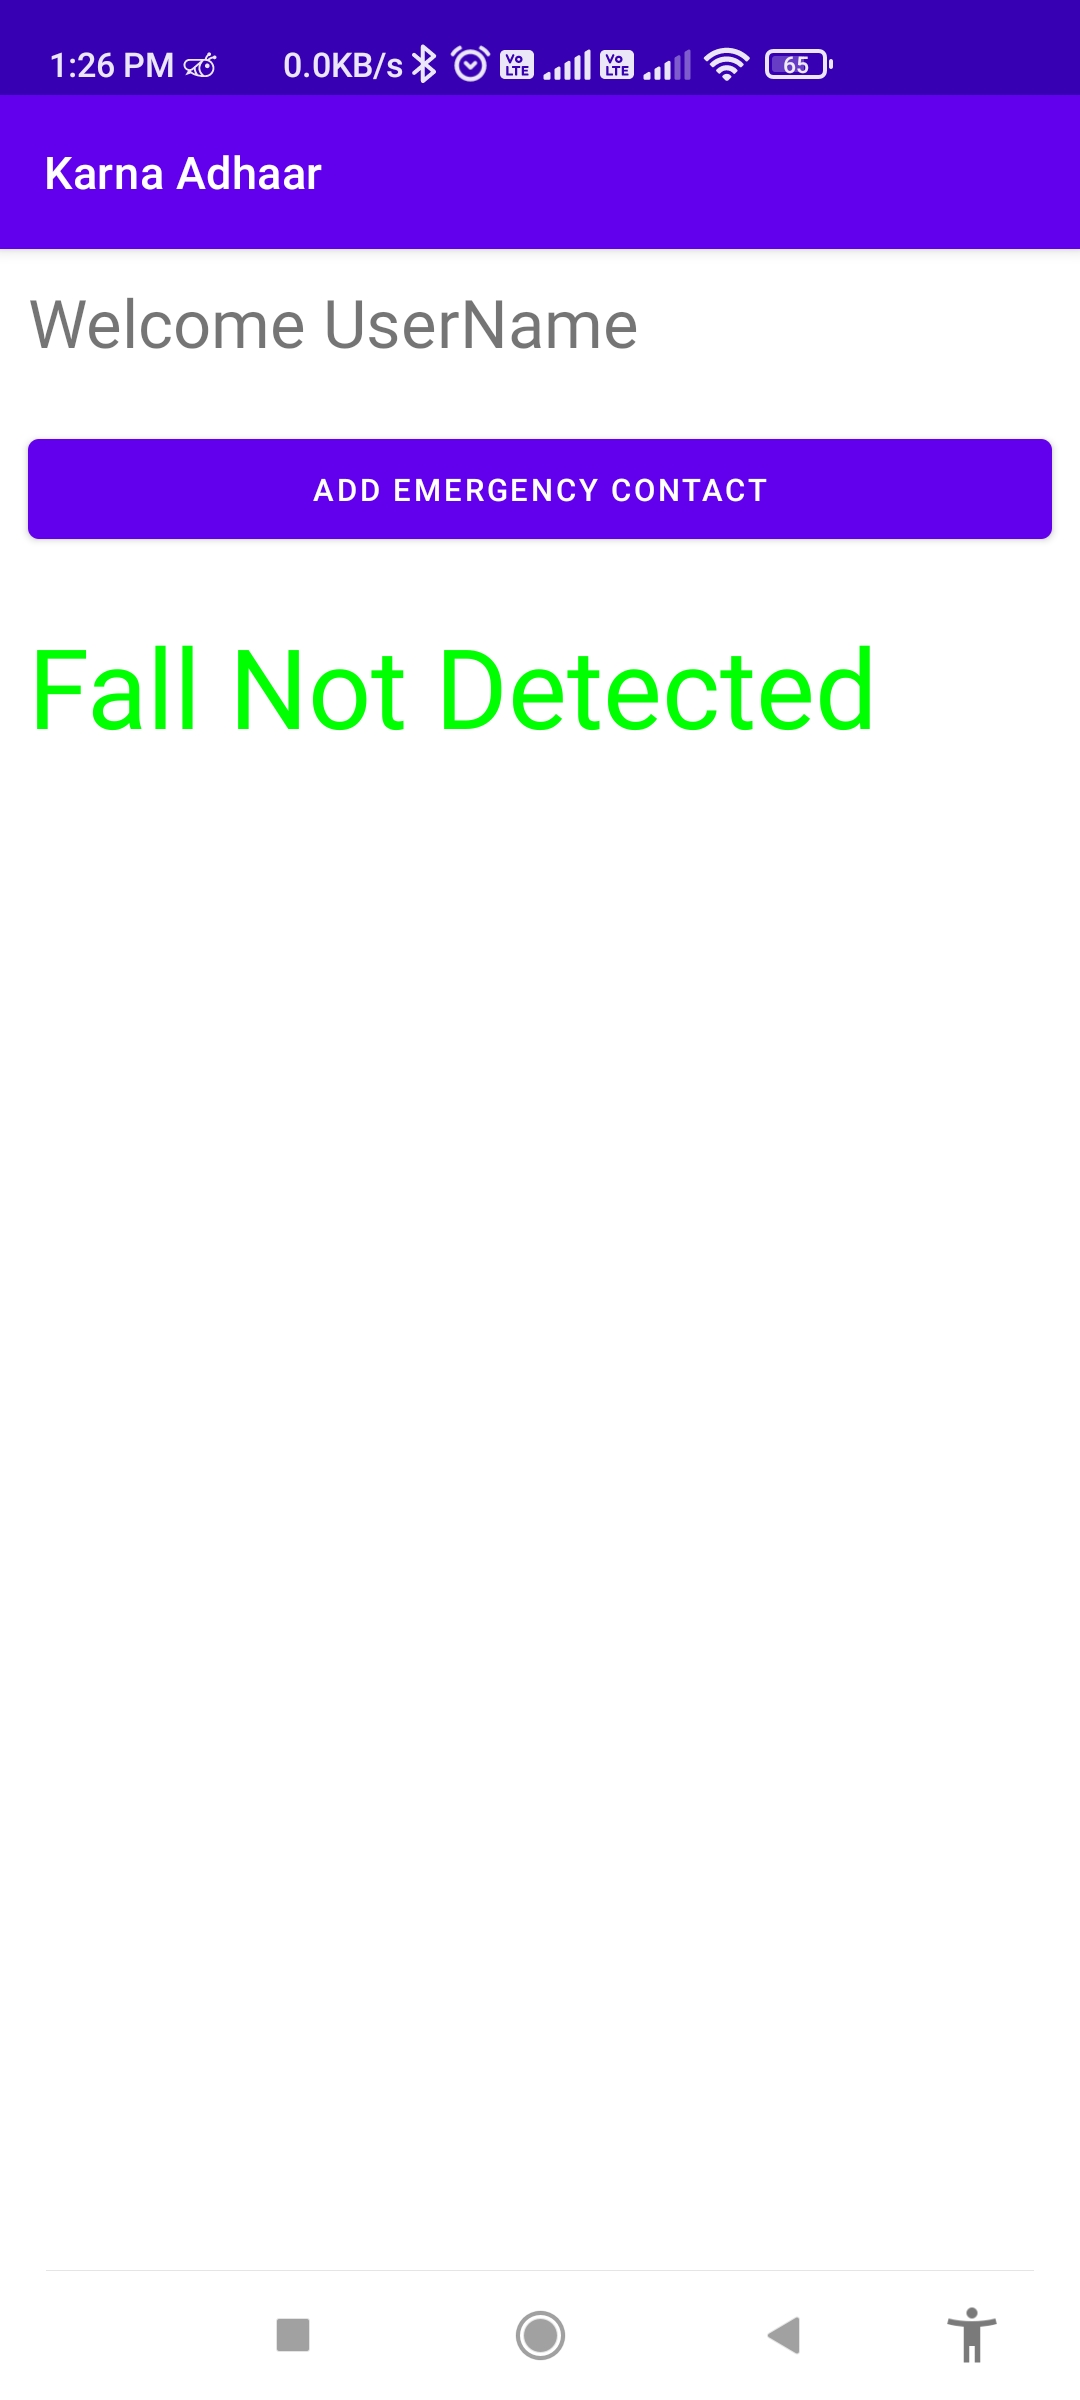 1:26 PM 0.0KB/s Vo LTE Vo LTE 65
Karna Adhaar
Welcome UserName
ADD EMERGENCY CONTACT
Fall Not Detected